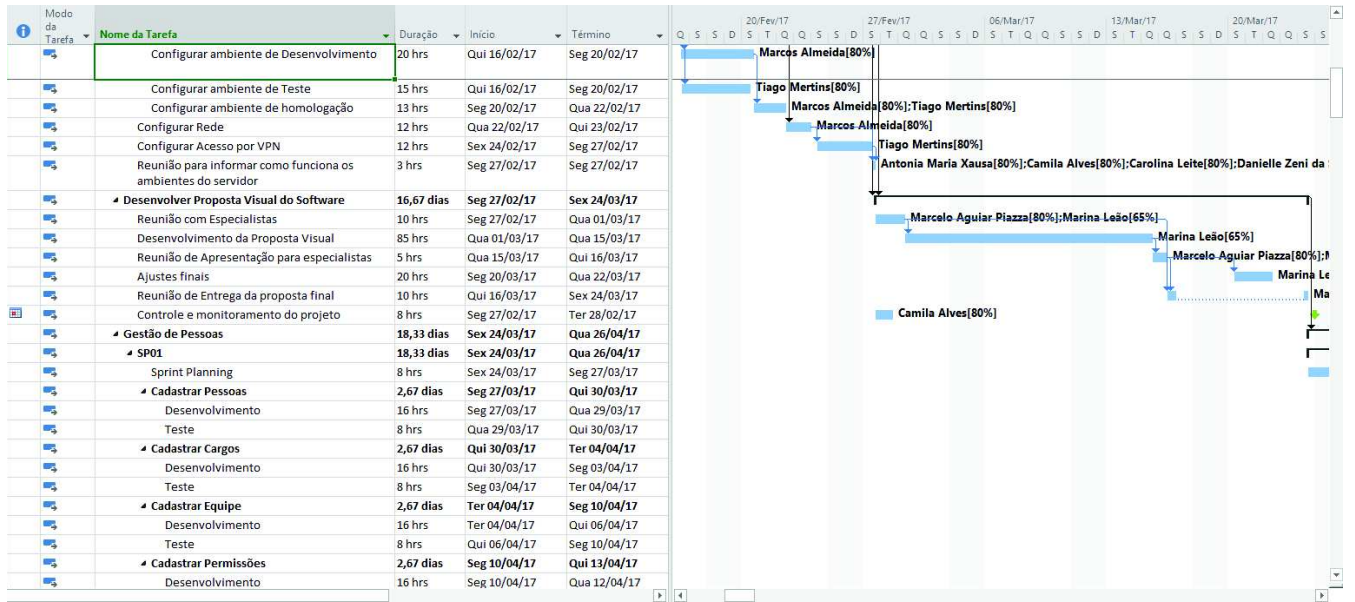 Modo da Tarefa Nome da Tarefa Duração Início Término
20/Fev/17 27/Fev/17 06/Mar/17 13/Mar/17 20/Mar/17
Q S S D S T Q Q S S D S T Q Q S S D S T Q Q S S D S T Q Q S S D S T Q Q S S
Configurar ambiente de Desenvolvimento 20 hrs Qui 16/02/17 Seg 20/02/17 Marcos Almeida[80%]
Configurar ambiente de Teste 15 hrs Qui 16/02/17 Seg 20/02/17 Tiago Mertins[80%]
Configurar ambiente de homologação 13 hrs Seg 20/02/17 Qua 22/02/17 Marcos Almeida[80%];Tiago Mertins[80%]
Configurar Rede 12 hrs Qua 22/02/17 Qui 23/02/17 Marcos Almeida[80%]
Configurar Acesso por VPN 12 hrs Sex 24/02/17 Seg 27/02/17 Tiago Mertins[80%]
Reunião para informar como funciona os 3 hrs Seg 27/02/17 Seg 27/02/17 Antonia Maria Xausa[80%];Camila Alves[80%];Carolina Leite[80%];Danielle Zeni da
ambientes do servidor
Desenvolver Proposta Visual do Software 16,67 dias Seg 27/02/17 Sex 24/03/17
Reunião com Especialistas 10 hrs Seg 27/02/17 Qua 01/03/17 Marcelo Aguiar Piazza[80%];Marina Leão[65%]
Desenvolvimento da Proposta Visual 85 hrs Qua 01/03/17 Qua 15/03/17 Marina Leão[65%]
Reunião de Apresentação para especialistas 5 hrs Qua 15/03/17 Qui 16/03/17 Marcelo Aguiar Piazza[80%];
Ajustes finais 20 hrs Seg 20/03/17 Qua 22/03/17 Marina Le
Reunião de Entrega da proposta final 10 hrs Qui 16/03/17 Sex 24/03/17 Ma
Controle e monitoramento do projeto 8 hrs Seg 27/02/17 Ter 28/02/17 Camila Alves[80%]
Gestão de Pessoas 18,33 dias Sex 24/03/17 Qua 26/04/17
SP01 18,33 dias Sex 24/03/17 Qua 26/04/17
Sprint Planning 8 hrs Sex 24/03/17 Seg 27/03/17
Cadastrar Pessoas 2,67 dias Seg 27/03/17 Qui 30/03/17
Desenvolvimento 16 hrs Seg 27/03/17 Qua 29/03/17
Teste 8 hrs Qua 29/03/17 Qui 30/03/17
Cadastrar Cargos 2,67 dias Qui 30/03/17 Ter 04/04/17
Desenvolvimento 16 hrs Qui 30/03/17 Seg 03/04/17
Teste 8 hrs Seg 03/04/17 Ter 04/04/17
Cadastrar Equipe 2,67 dias Ter 04/04/17 Seg 10/04/17
Desenvolvimento 16 hrs Ter 04/04/17 Qui 06/04/17
Teste 8 hrs Qui 06/04/17 Seg 10/04/17
Cadastrar Permissões 2,67 dias Seg 10/04/17 Qui 13/04/17
Desenvolvimento 16 hrs Seg 10/04/17 Qua 12/04/17